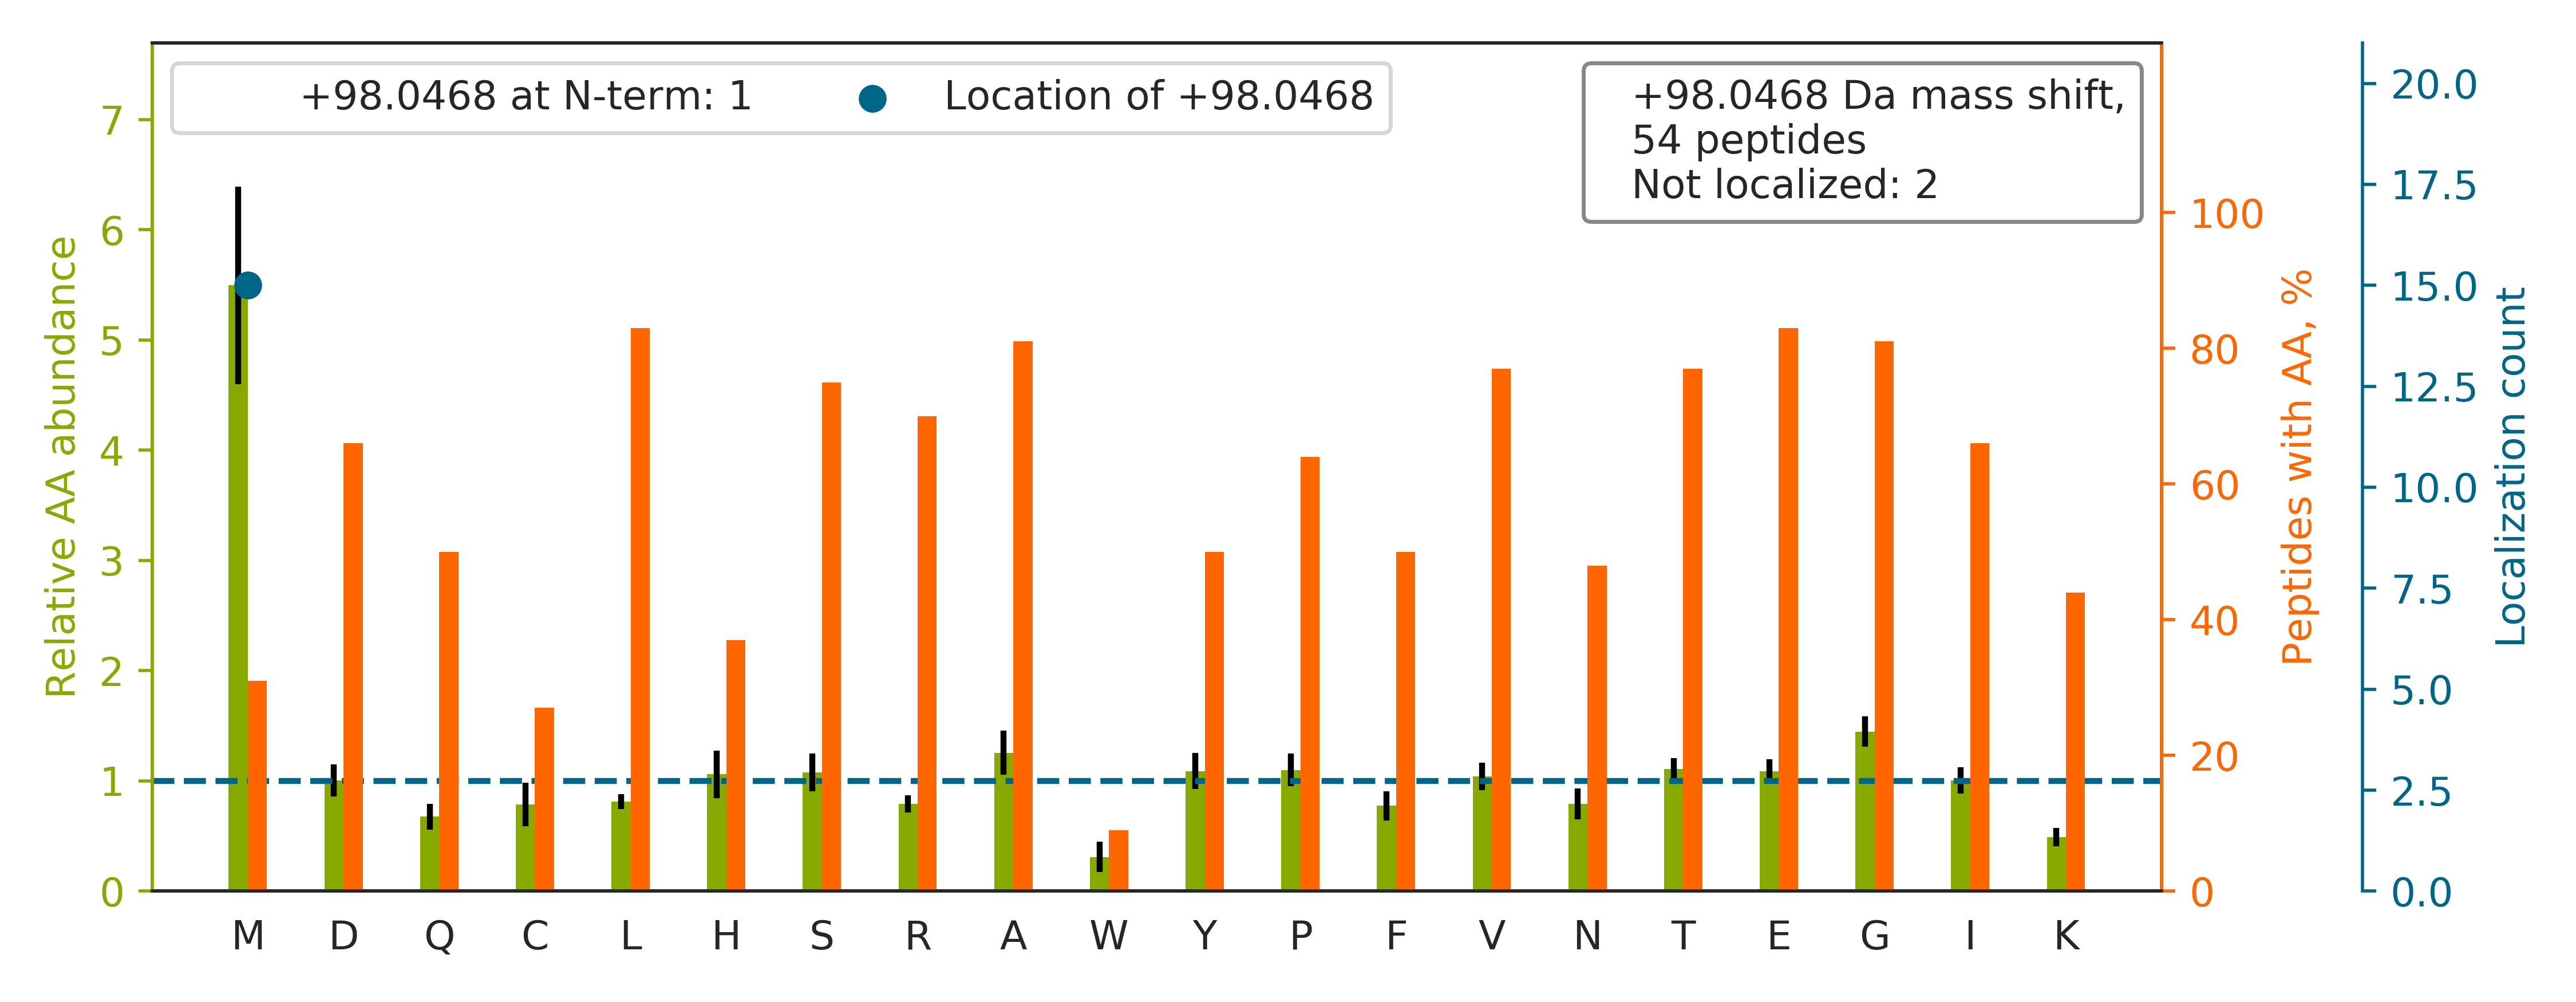 +98.0468 at N-term: 1
Location of +98.0468
+98.0468 Da mass shift,
54 peptides
Not localized: 2
Relative AA abundance
7
6
5
4
3
2
1
0
M D Q C L H S R A W Y P F V N T E G I K
100
80
60
40
20
0
Peptides with AA, %
20.0
17.5
15.0
12.5
10.0
7.5
5.0
2.5
0.0
Localization count